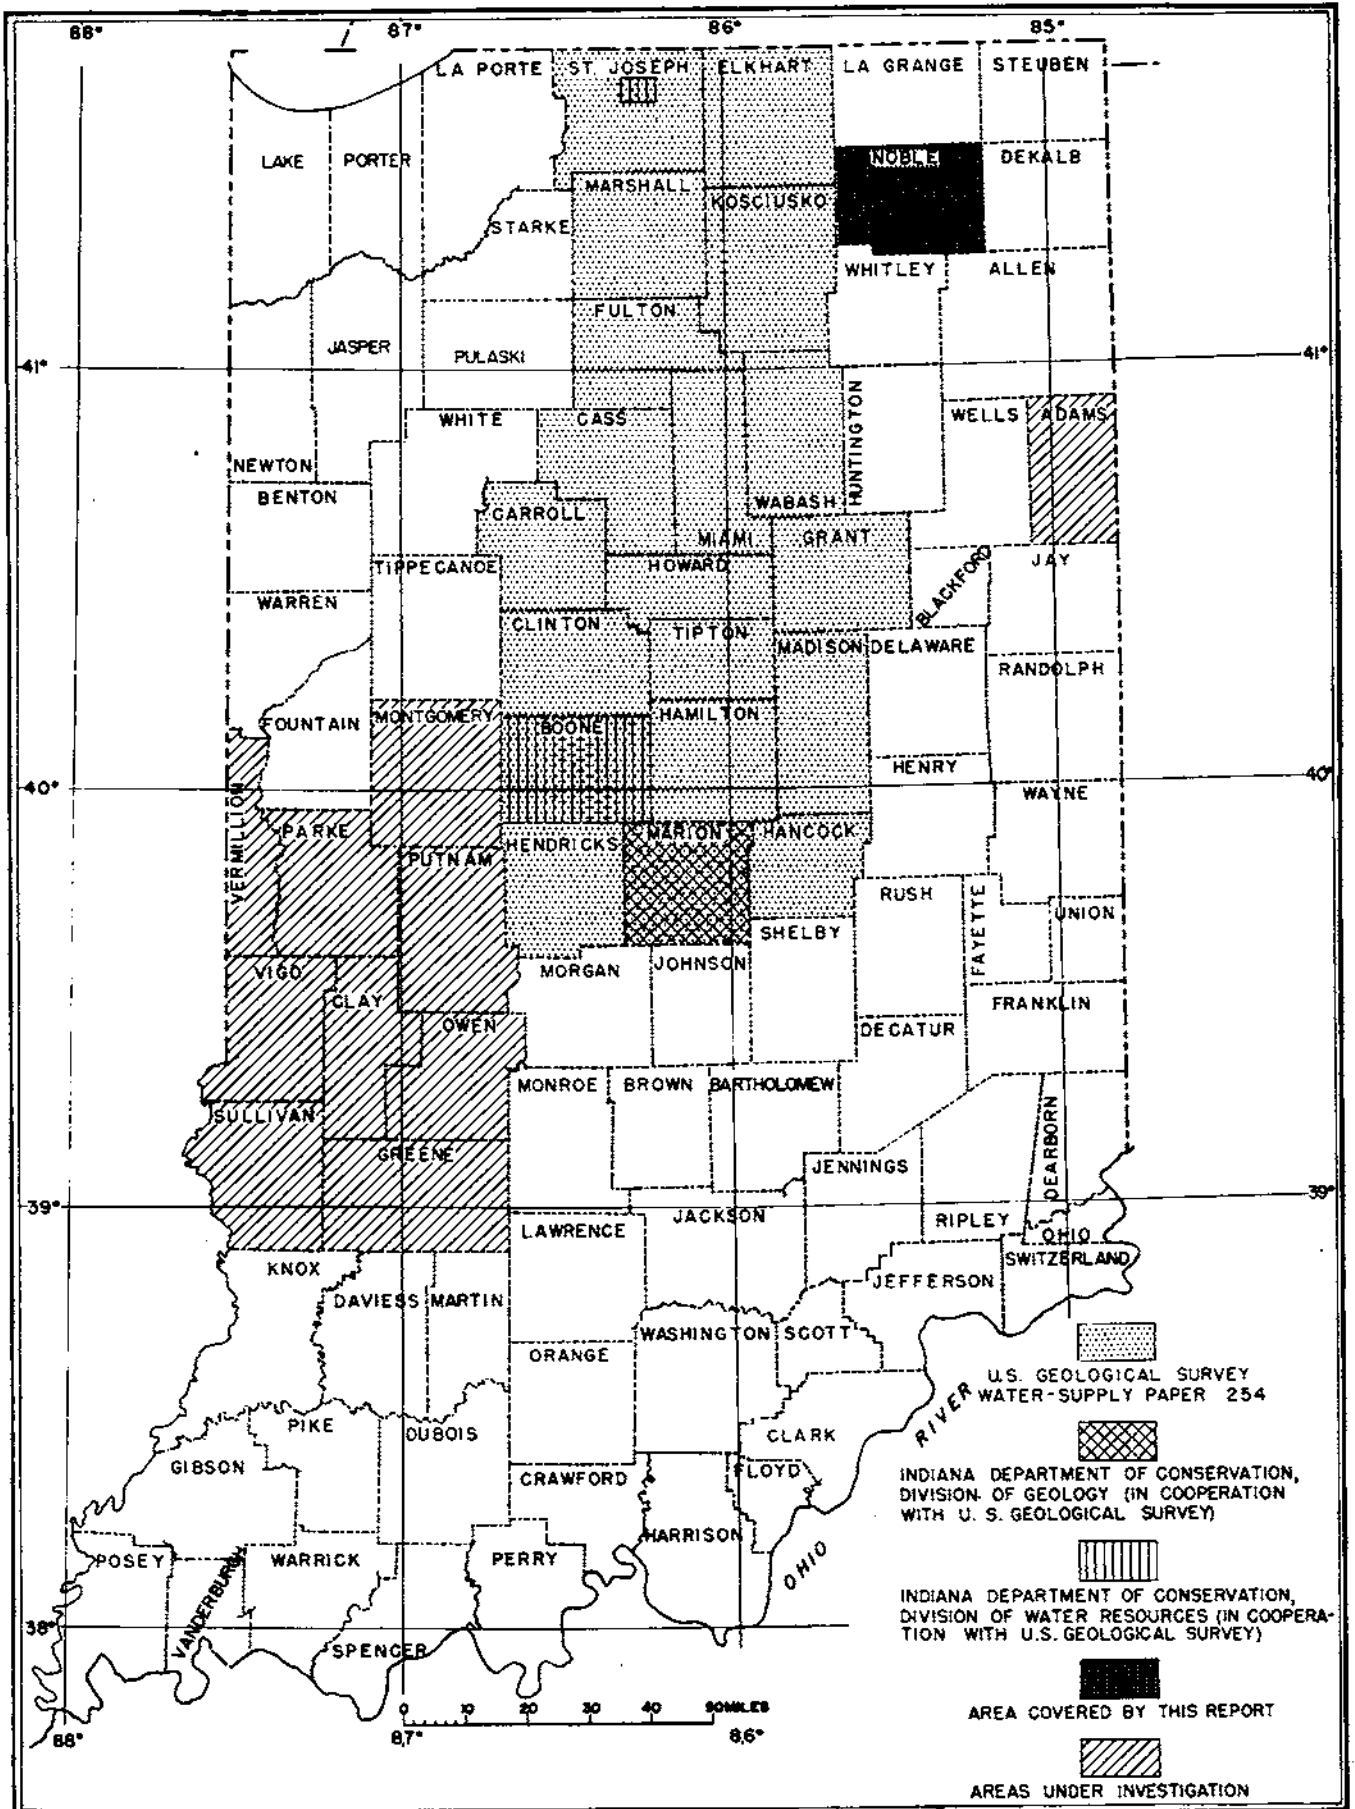 88° 87° 86° 85°
LA PORTE ST. JOSEPH ELKHART LA GRANGE STEUBEN
LAKE PORTER NOBLE DEKALB
MARSHALL KOSCIUSKO
STARKE
WHITLEY ALLEN
FULTON
JASPER PULASKI
41° 41°
WHITE CASS HUNTINGTON WELLS ADAMS
NEWTON
BENTON WABASH
CARROLL MIAMI GRANT
TIPPECANOE HOWARD BLACKFORD JAY
WARREN
CLINTON TIPTON MADISON DELAWARE
RANDOLPH
FOUNTAIN MONTGOMERY BOONE HAMILTON
HENRY
40° 40°
WAYNE
VERMILLION PARKE PUTNAM HENDRICKS MARION HANCOCK
RUSH FAYETTE UNION
SHELBY
VIGO MORGAN JOHNSON
CLAY OWEN DECATUR FRANKLIN
MONROE BROWN BARTHOLOMEW
SULLIVAN DEARBORN
GREENE JENNINGS
39° 39°
LAWRENCE JACKSON RIPLEY OHIO
KNOX SWITZERLAND
DAVIESS MARTIN JEFFERSON
WASHINGTON SCOTT
ORANGE
PIKE DUBOIS CLARK
GIBSON CRAWFORD FLOYD
HARRISON
POSEY VANDERBURGH WARRICK PERRY
38°
SPENCER
OHIO RIVER
0 10 20 30 40 50MILES
88° 87° 86°
U.S. GEOLOGICAL SURVEY
WATER-SUPPLY PAPER 254
INDIANA DEPARTMENT OF CONSERVATION,
DIVISION OF GEOLOGY (IN COOPERATION
WITH U. S. GEOLOGICAL SURVEY)
INDIANA DEPARTMENT OF CONSERVATION,
DIVISION OF WATER RESOURCES (IN COOPERA-
TION WITH U.S. GEOLOGICAL SURVEY)
AREA COVERED BY THIS REPORT
AREAS UNDER INVESTIGATION